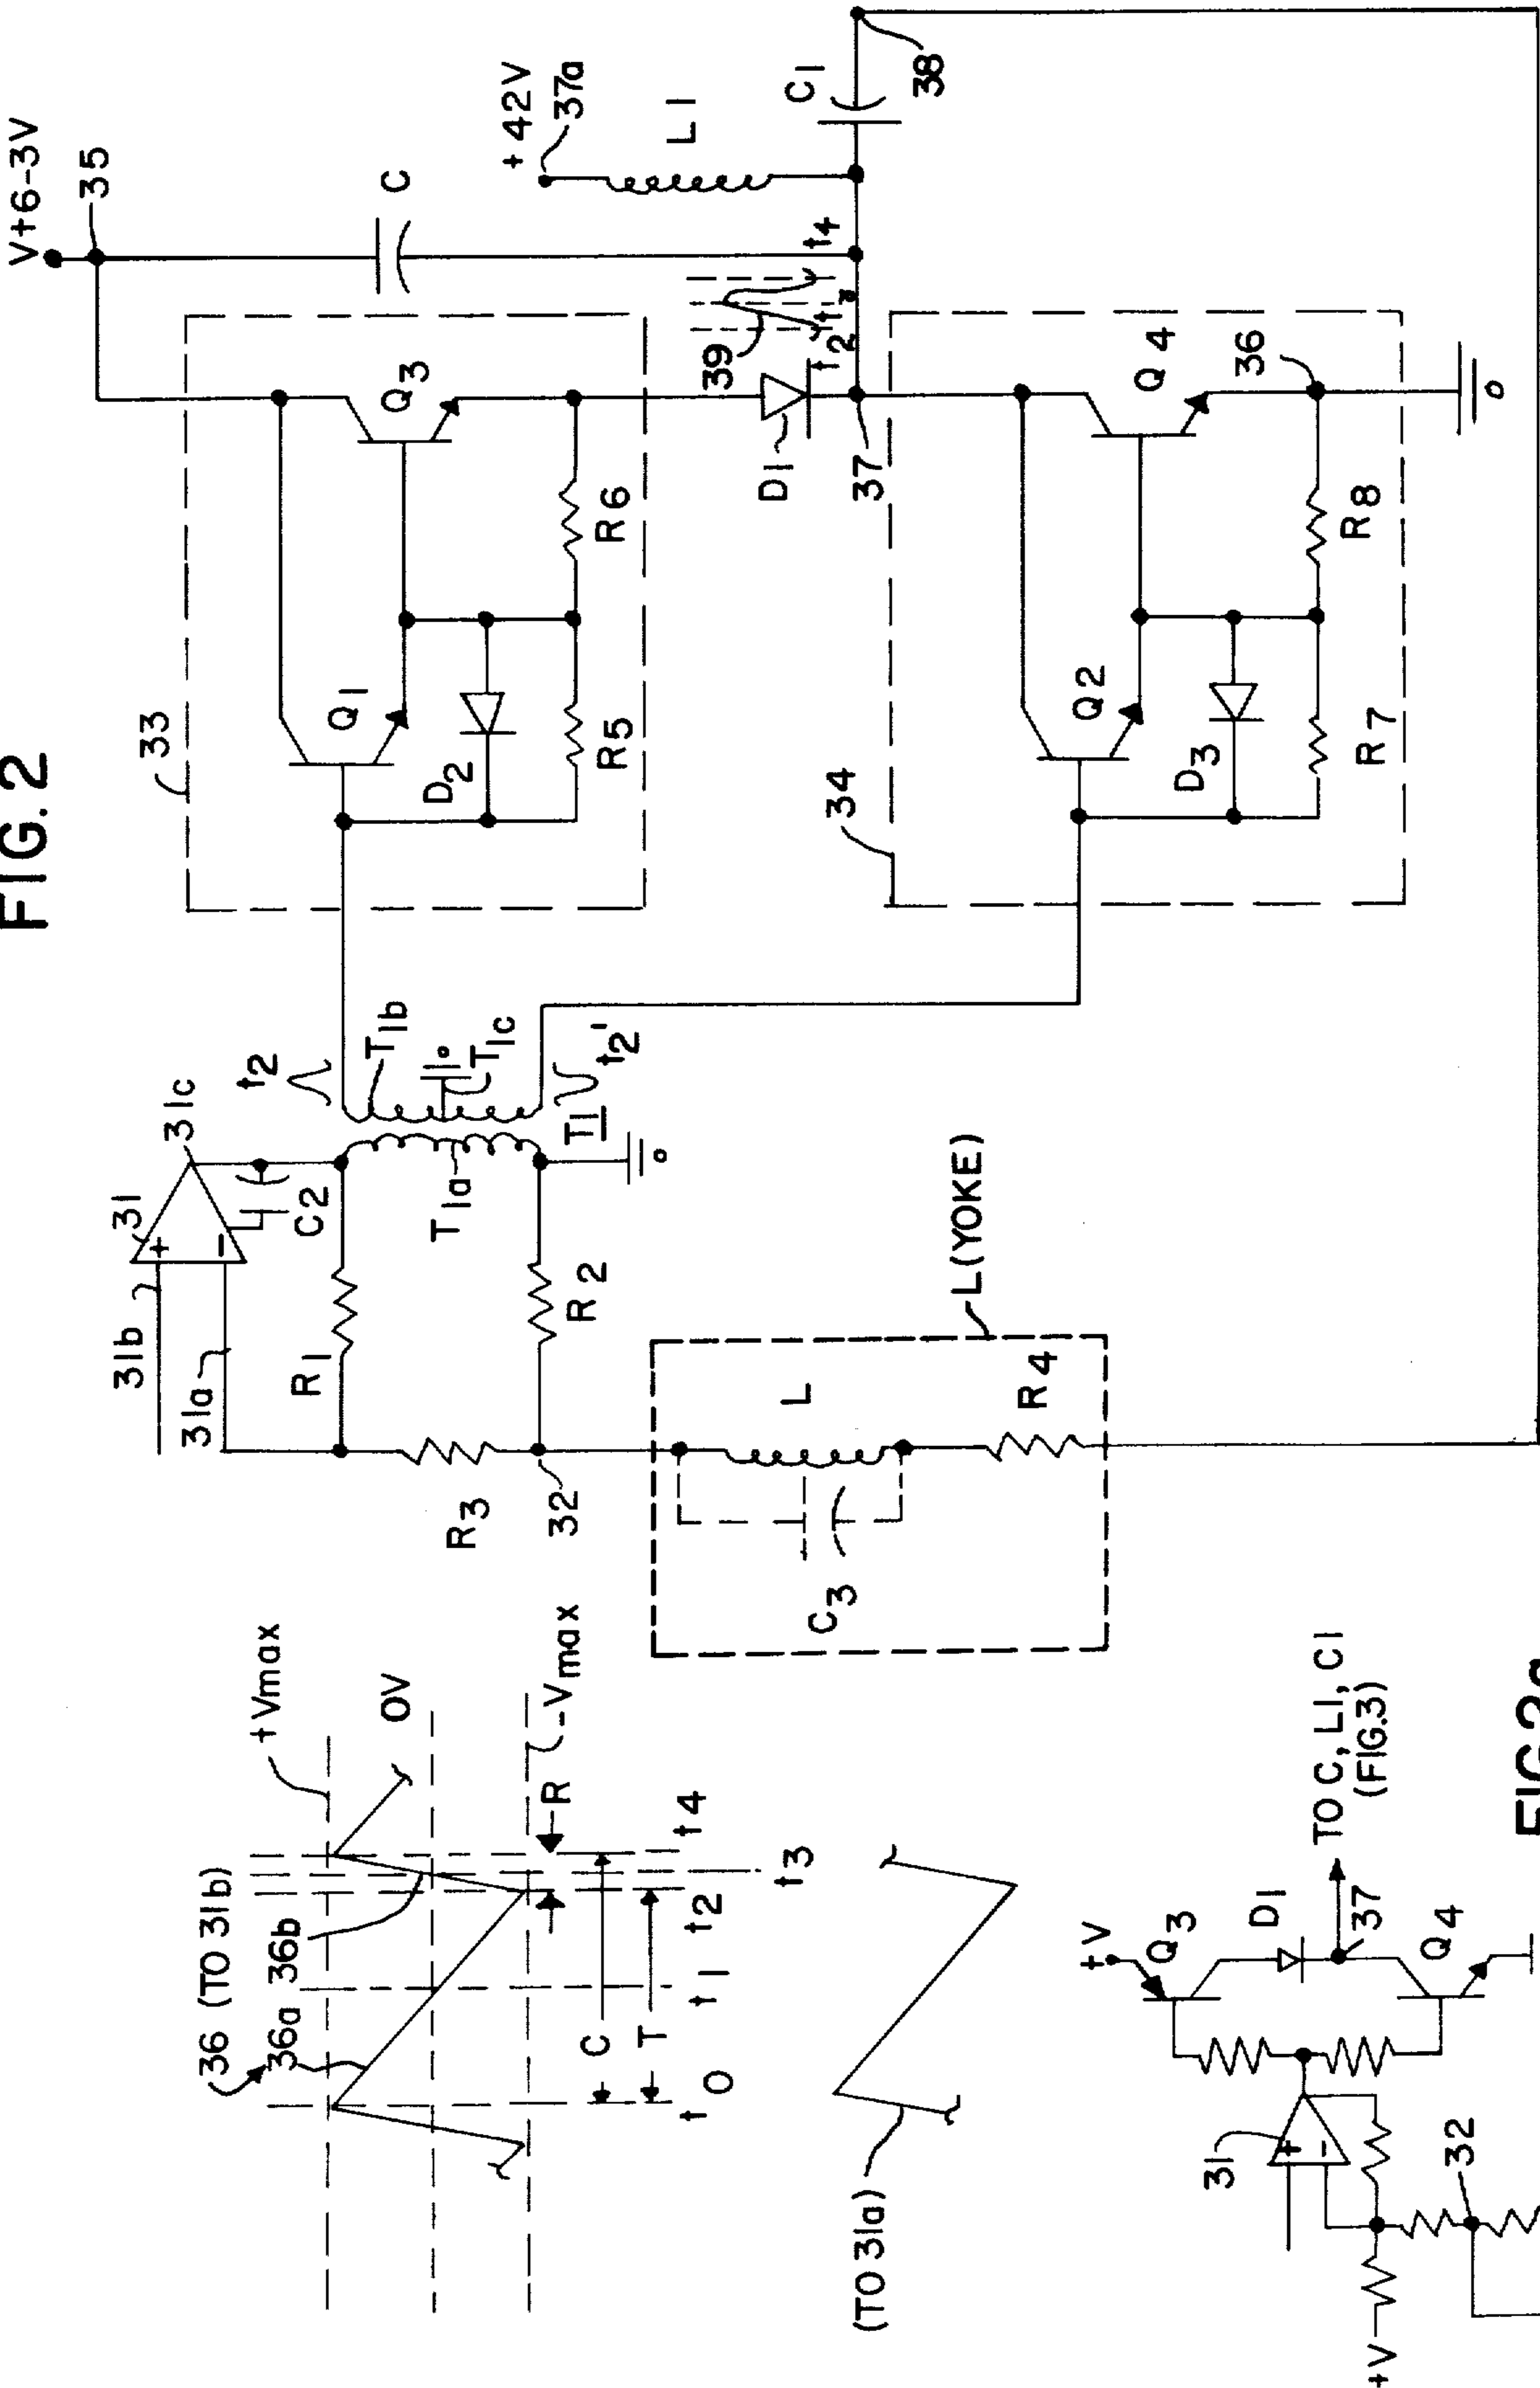 FIG. 2
V+6-3V
35
+42V
37a
C
L1
C1
38
33
Q1
Q3
D2
R5
R6
39
t2
t4
D1
37
34
Q2
Q4
D3
R7
R8
36
31
31b
31a
31c
+
−
C2
R1
R2
R3
32
t2
T1b
T1c
t2'
T1
T1a
L(YOKE)
L
C3
R4
36 (TO 31b)
36a
36b
+Vmax
0V
-Vmax
R
C
T
t0
t1
t2
t3
t4
(TO 31a)
+V
Q3
D1
37
TO C, L1, C1
(FIG.3)
Q4
31
+
−
32
+V